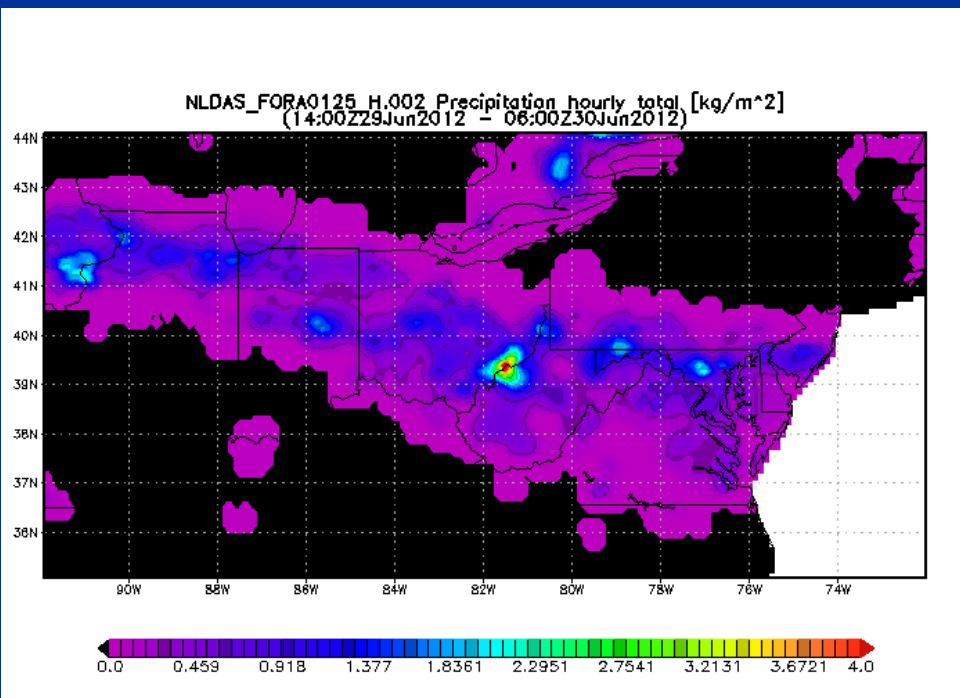 NLDAS_FORA0125_H.002 Precipitation hourly total [kg/m^2]
(14:00Z29Jun2012 - 06:00Z30Jun2012)
44N
43N
42N
41N
40N
39N
38N
37N
36N
90W 88W 86W 84W 82W 80W 78W 76W 74W
0.0 0.459 0.918 1.377 1.8361 2.2951 2.7541 3.2131 3.6721 4.0